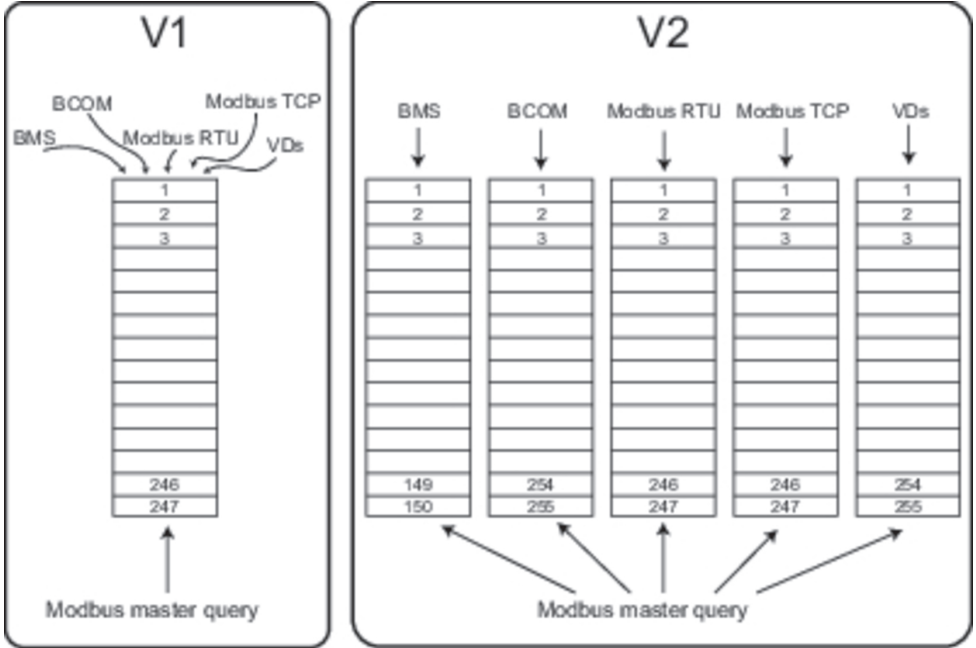 V1
BCOM
Modbus TCP
BMS
Modbus RTU
VDs
1
2
3
246
247
Modbus master query
V2
BMS BCOM Modbus RTU Modbus TCP VDs
1 1 1 1 1
2 2 2 2 2
3 3 3 3 3
149 254 246 246 254
150 255 247 247 255
Modbus master query